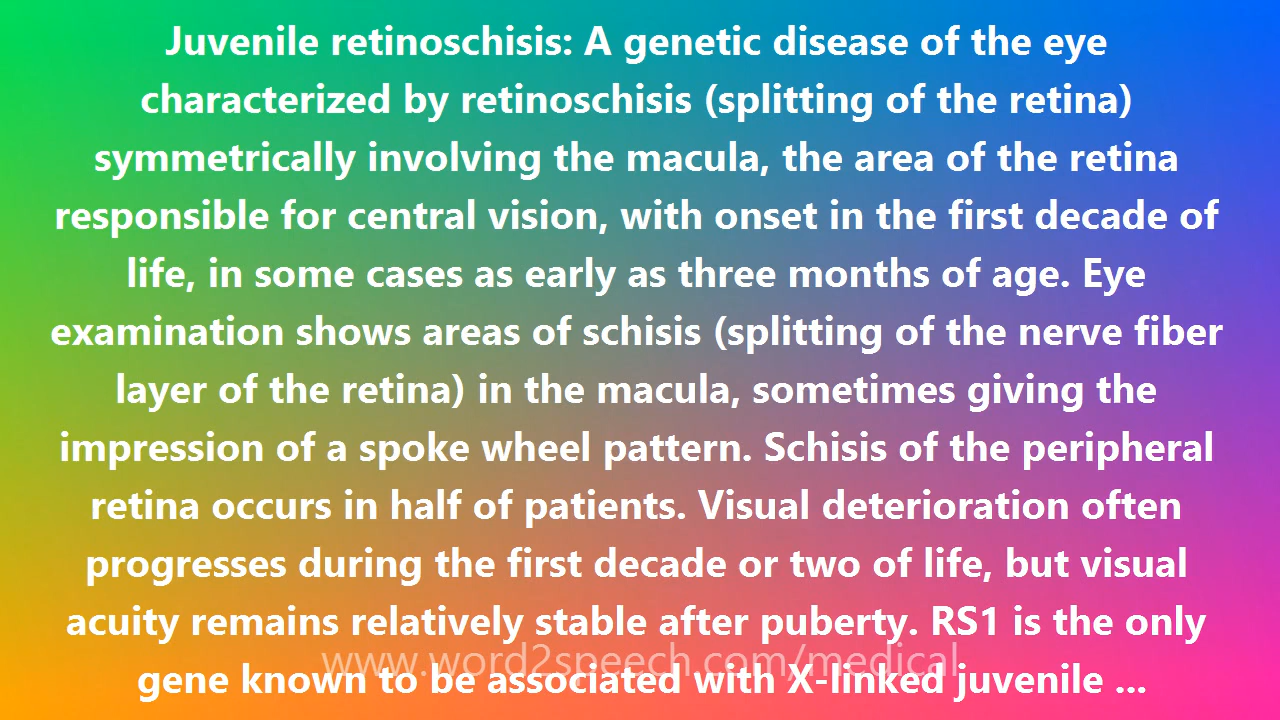 Juvenile retinoschisis: A genetic disease of the eye
characterized by retinoschisis (splitting of the retina)
symmetrically involving the macula, the area of the retina
responsible for central vision, with onset in the first decade of
life, in some cases as early as three months of age. Eye
examination shows areas of schisis (splitting of the nerve fiber
layer of the retina) in the macula, sometimes giving the
impression of a spoke wheel pattern. Schisis of the peripheral
retina occurs in half of patients. Visual deterioration often
progresses during the first decade or two of life, but visual
acuity remains relatively stable after puberty. RS1 is the only
www.word2speech.com/medical
gene known to be associated with X-linked juvenile ...